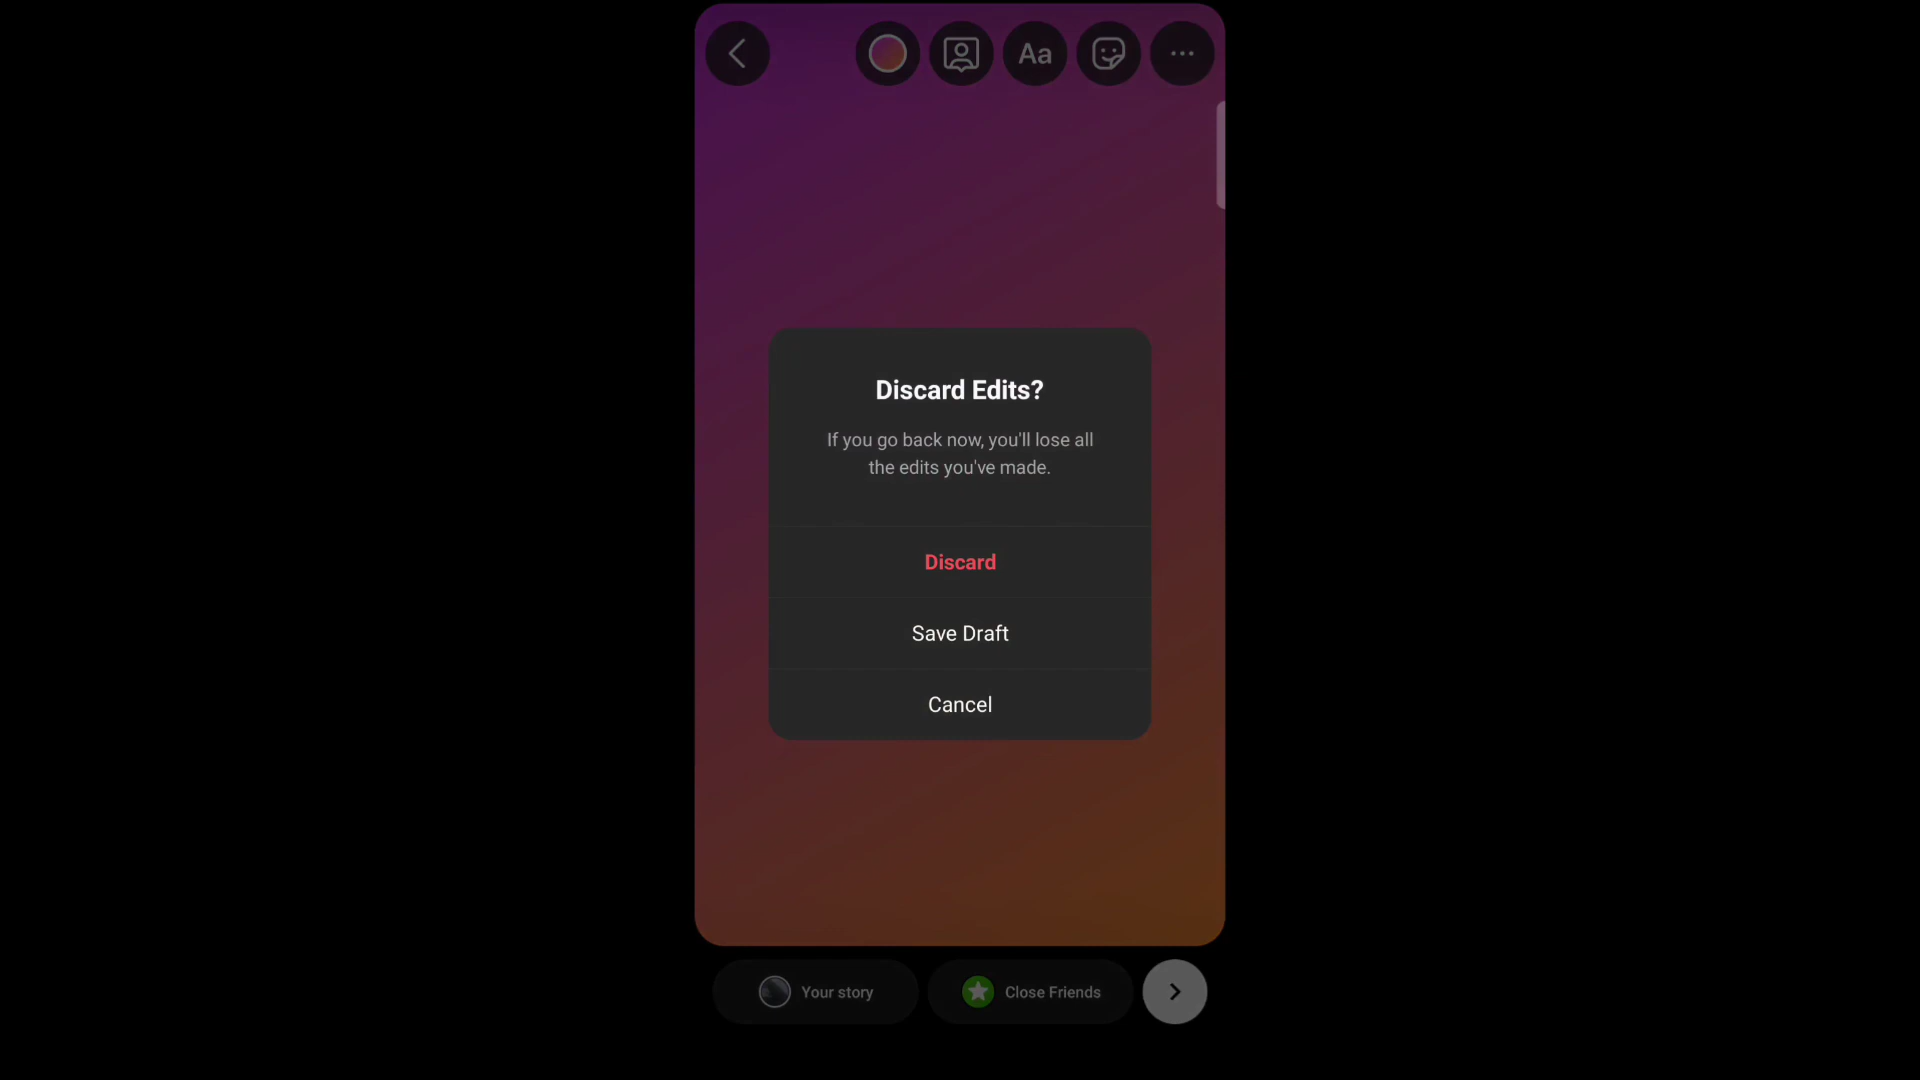 Aa
Discard Edits?
If you go back now, you'll lose all
the edits you've made.
Discard
Save Draft
Cancel
Your story
Close Friends